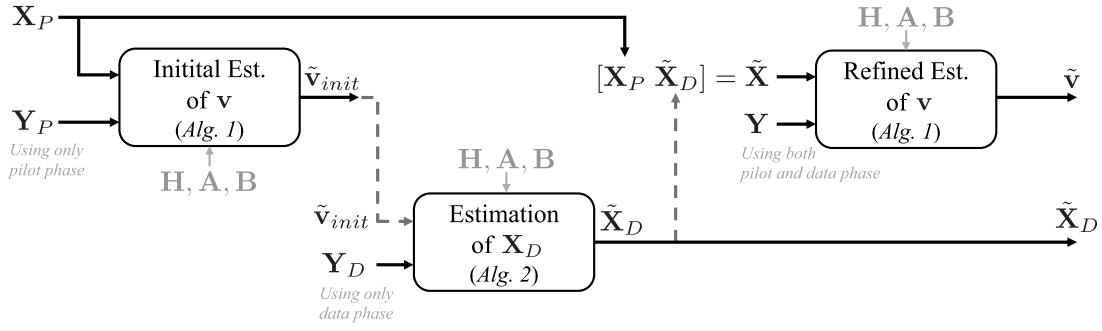 X_P
Initital Est.
of v
(Alg. 1)
Y_P
Using only
pilot phase
H, A, B
ṽ_init
[X_P X̃_D] = X̃
H, A, B
Refined Est.
of v
(Alg. 1)
Y
Using both
pilot and data phase
ṽ
H, A, B
ṽ_init
Estimation
of X_D
(Alg. 2)
Y_D
Using only
data phase
X̃_D
X̃_D